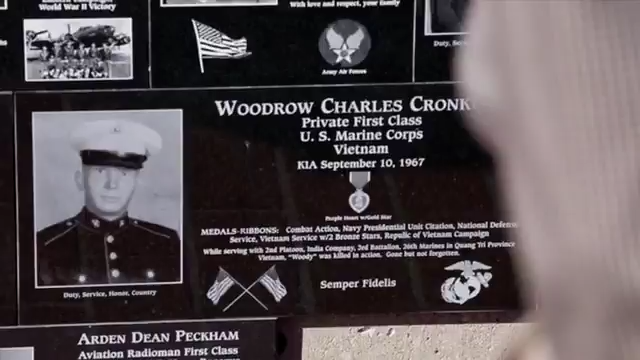 World War II Victory
With love and respect, your family
Army Air Forces
Duty, Se
WOODROW CHARLES CRONK
Private First Class
U. S. Marine Corps
Vietnam
KIA September 10, 1967
Purple Heart w/Gold Star
MEDALS-RIBBONS: Combat Action, Navy Presidential Unit Citation, National Defens
Service, Vietnam Service w/2 Bronze Stars, Republic of Vietnam Campaign
While serving with 2nd Platoon, India Company, 3rd Battalion, 26th Marines in Quang Tri Province
Vietnam, "Woody" was killed in action. Gone but not forgotten.
Semper Fidelis
Duty, Service, Honor, Country
ARDEN DEAN PECKHAM
Aviation Radioman First Class